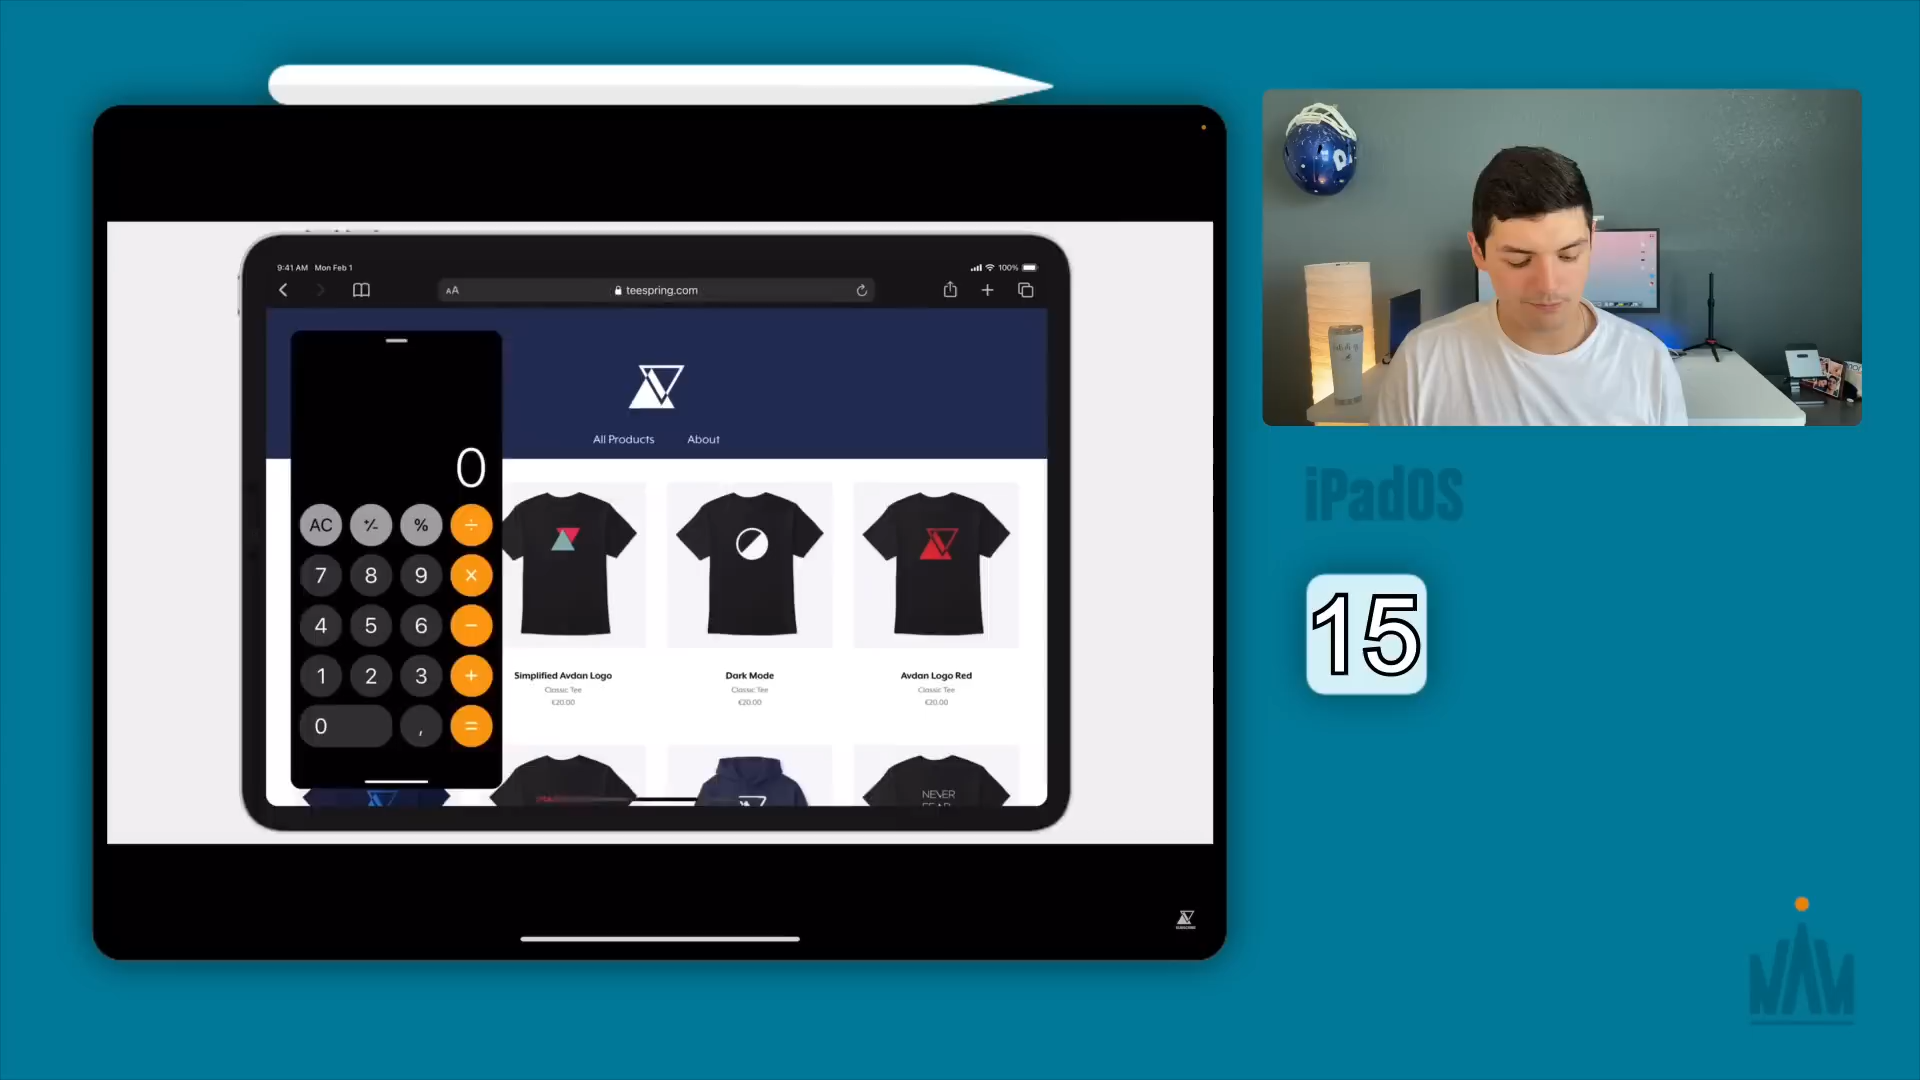 9:41 AM Mon Feb 1
100%
AA
teespring.com
All Products
About
0
AC
+/-
%
÷
7
8
9
×
4
5
6
−
1
2
3
+
0
,
=
Simplified Avdan Logo
Classic Tee
€20.00
Dark Mode
Classic Tee
€20.00
Avdan Logo Red
Classic Tee
€20.00
NEVER
iPadOS
15